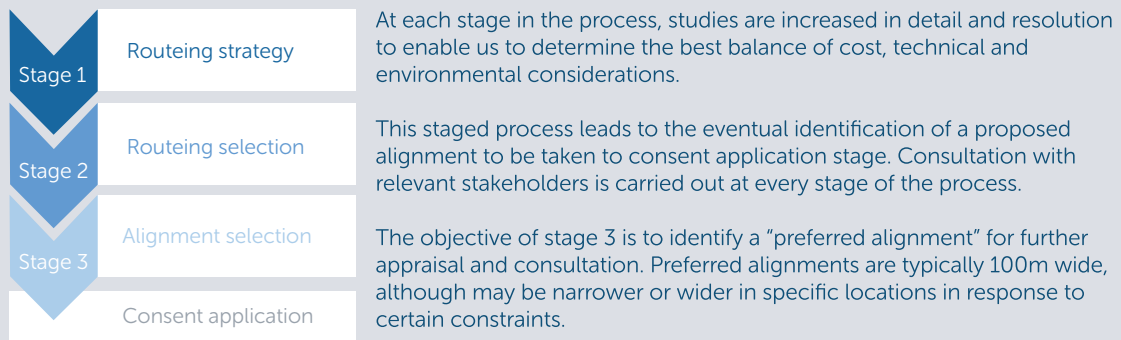 Stage 1
Routeing strategy
Stage 2
Routeing selection
Stage 3
Alignment selection
Consent application
At each stage in the process, studies are increased in detail and resolution
to enable us to determine the best balance of cost, technical and
environmental considerations.
This staged process leads to the eventual identification of a proposed
alignment to be taken to consent application stage. Consultation with
relevant stakeholders is carried out at every stage of the process.
The objective of stage 3 is to identify a “preferred alignment” for further
appraisal and consultation. Preferred alignments are typically 100m wide,
although may be narrower or wider in specific locations in response to
certain constraints.